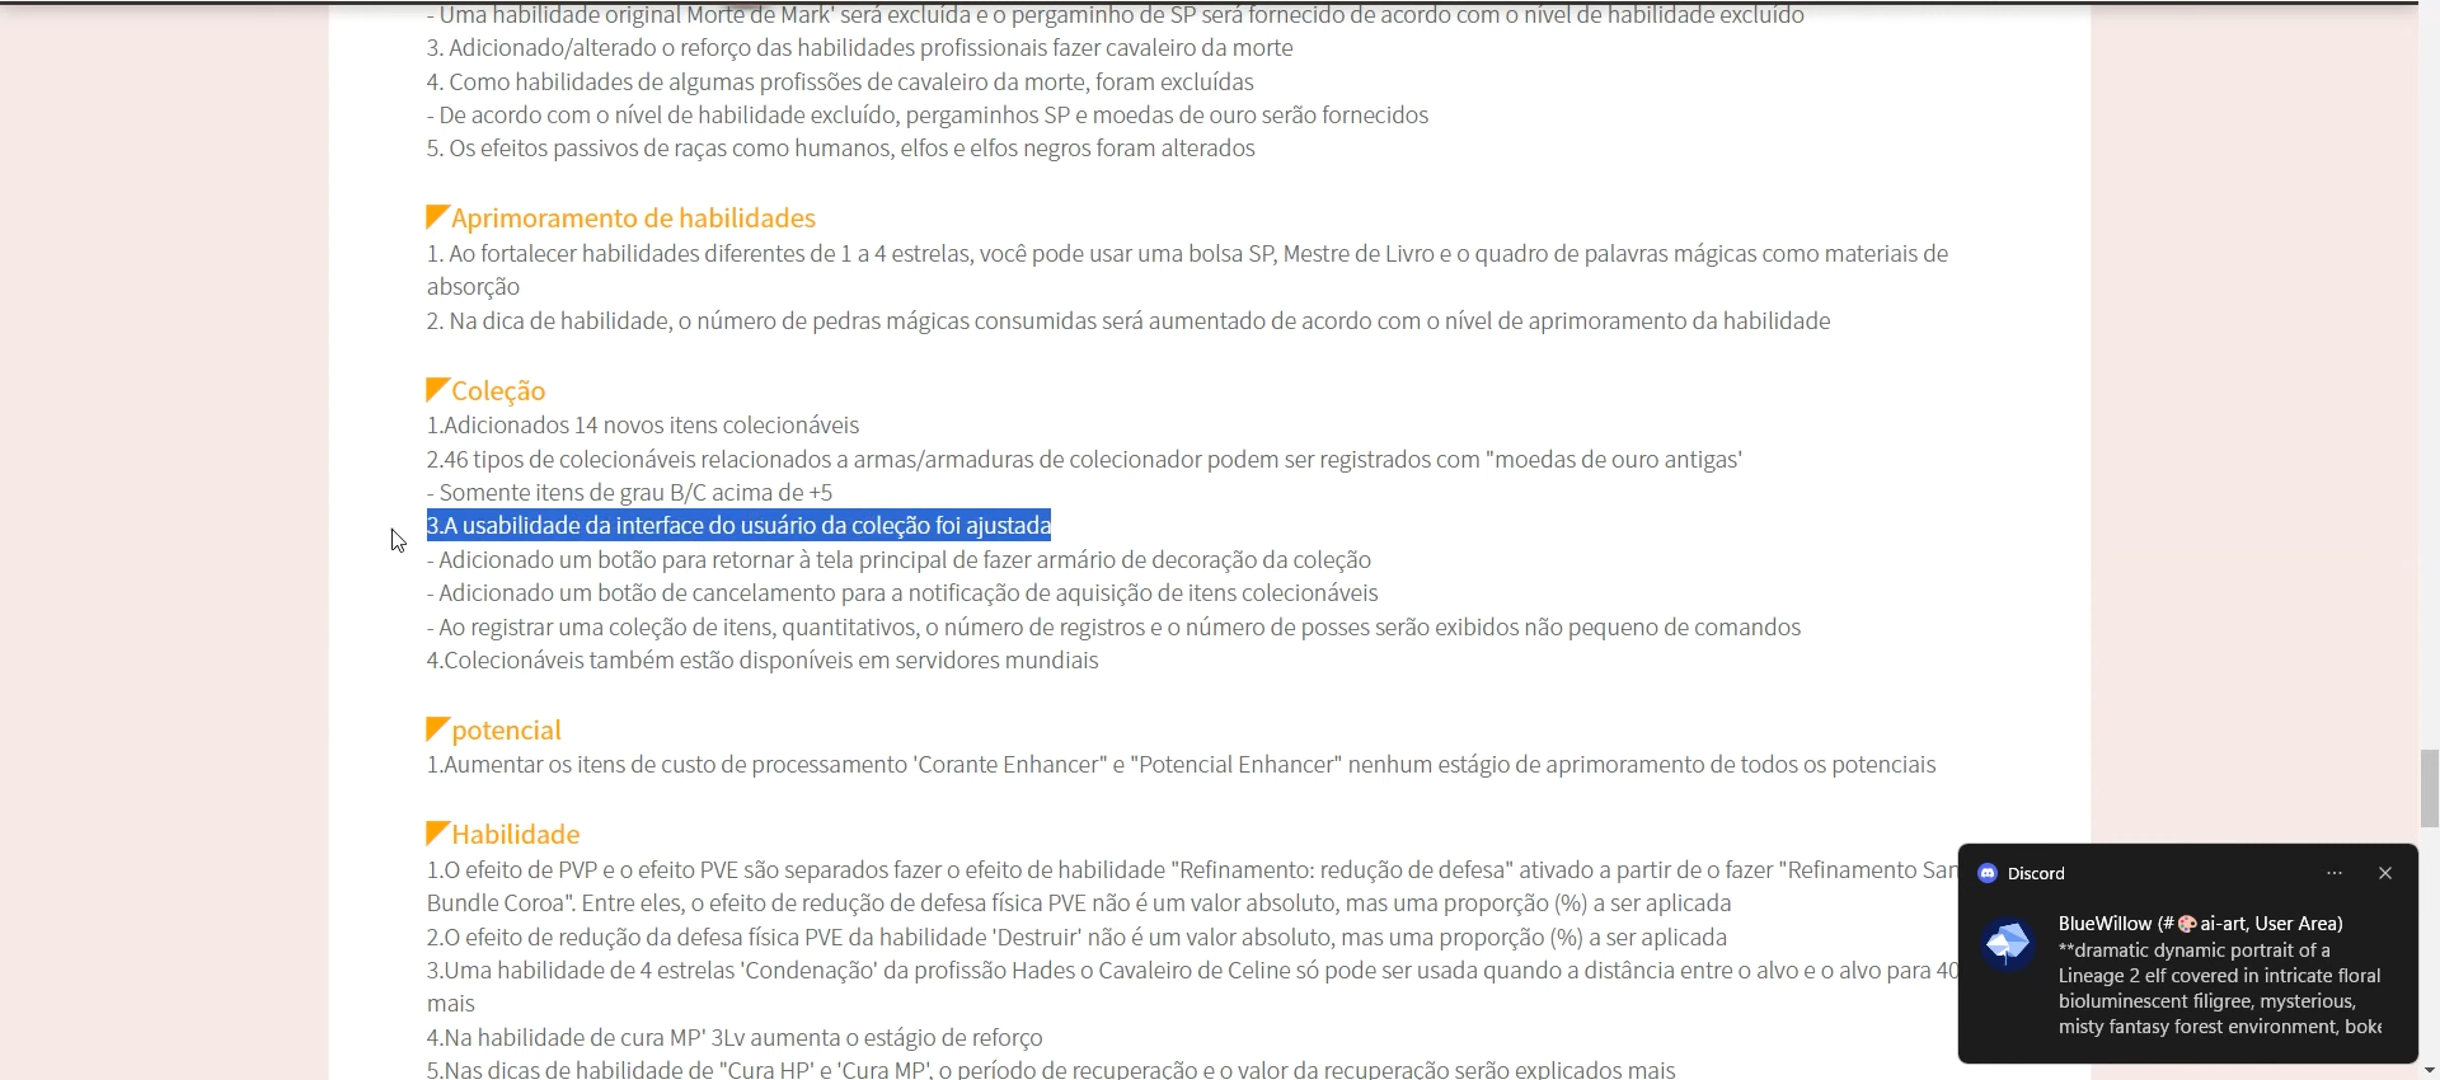 - Uma habilidade original Morte de Mark' será excluída e o pergaminho de SP será fornecido de acordo com o nível de habilidade excluído
3. Adicionado/alterado o reforço das habilidades profissionais fazer cavaleiro da morte
4. Como habilidades de algumas profissões de cavaleiro da morte, foram excluídas
- De acordo com o nível de habilidade excluído, pergaminhos SP e moedas de ouro serão fornecidos
5. Os efeitos passivos de raças como humanos, elfos e elfos negros foram alterados
Aprimoramento de habilidades
1. Ao fortalecer habilidades diferentes de 1 a 4 estrelas, você pode usar uma bolsa SP, Mestre de Livro e o quadro de palavras mágicas como materiais de
absorção
2. Na dica de habilidade, o número de pedras mágicas consumidas será aumentado de acordo com o nível de aprimoramento da habilidade
Coleção
1.Adicionados 14 novos itens colecionáveis
2.46 tipos de colecionáveis relacionados a armas/armaduras de colecionador podem ser registrados com "moedas de ouro antigas'
- Somente itens de grau B/C acima de +5
3.A usabilidade da interface do usuário da coleção foi ajustada
- Adicionado um botão para retornar à tela principal de fazer armário de decoração da coleção
- Adicionado um botão de cancelamento para a notificação de aquisição de itens colecionáveis
- Ao registrar uma coleção de itens, quantitativos, o número de registros e o número de posses serão exibidos não pequeno de comandos
4.Colecionáveis também estão disponíveis em servidores mundiais
potencial
1.Aumentar os itens de custo de processamento 'Corante Enhancer" e "Potencial Enhancer" nenhum estágio de aprimoramento de todos os potenciais
Habilidade
1.O efeito de PVP e o efeito PVE são separados fazer o efeito de habilidade "Refinamento: redução de defesa" ativado a partir de o fazer "Refinamento San
Bundle Coroa". Entre eles, o efeito de redução de defesa física PVE não é um valor absoluto, mas uma proporção (%) a ser aplicada
2.O efeito de redução da defesa física PVE da habilidade 'Destruir' não é um valor absoluto, mas uma proporção (%) a ser aplicada
3.Uma habilidade de 4 estrelas 'Condenação' da profissão Hades o Cavaleiro de Celine só pode ser usada quando a distância entre o alvo e o alvo para 40
mais
4.Na habilidade de cura MP' 3Lv aumenta o estágio de reforço
5.Nas dicas de habilidade de "Cura HP' e 'Cura MP', o período de recuperação e o valor da recuperação serão explicados mais
Discord
BlueWillow (#🎨ai-art, User Area)
**dramatic dynamic portrait of a
Lineage 2 elf covered in intricate floral
bioluminescent filigree, mysterious,
misty fantasy forest environment, boke